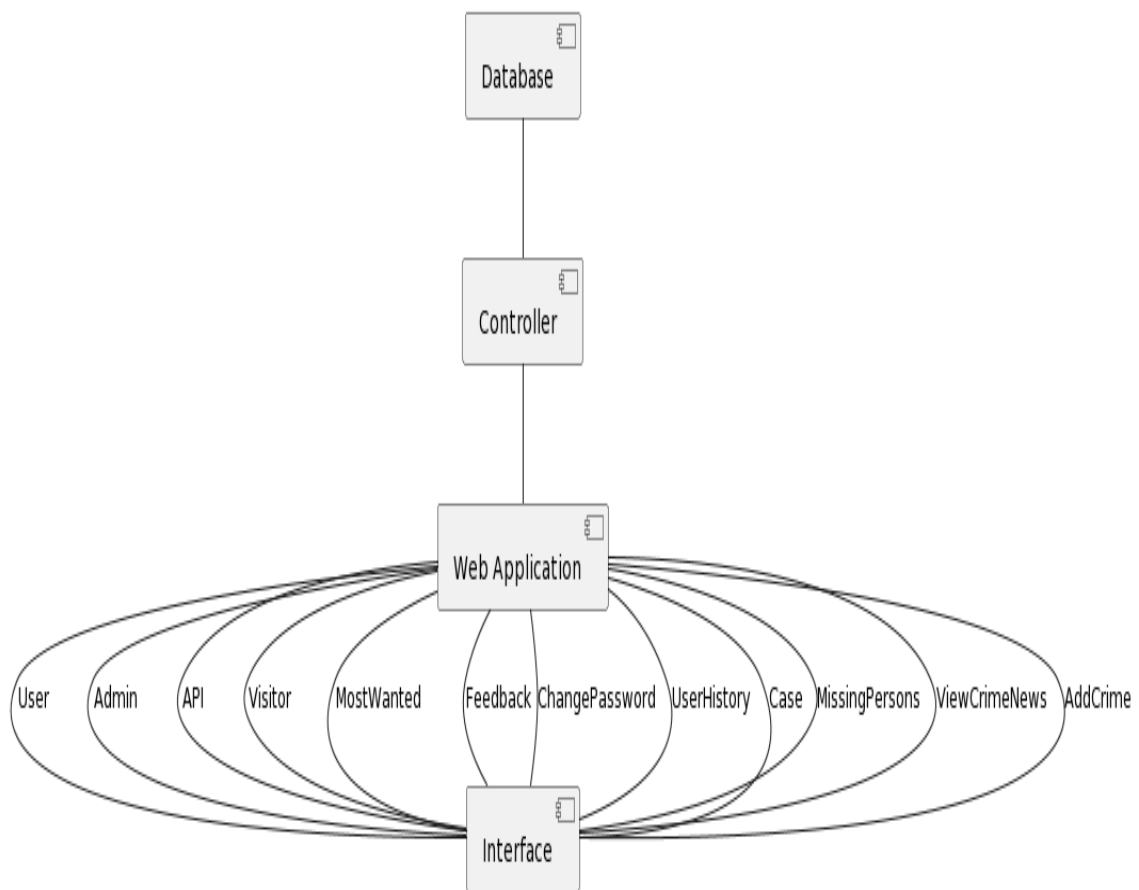 Database
Controller
Web Application
User
Admin
API
Visitor
MostWanted
Feedback
ChangePassword
UserHistory
Case
MissingPersons
ViewCrimeNews
AddCrime
Interface